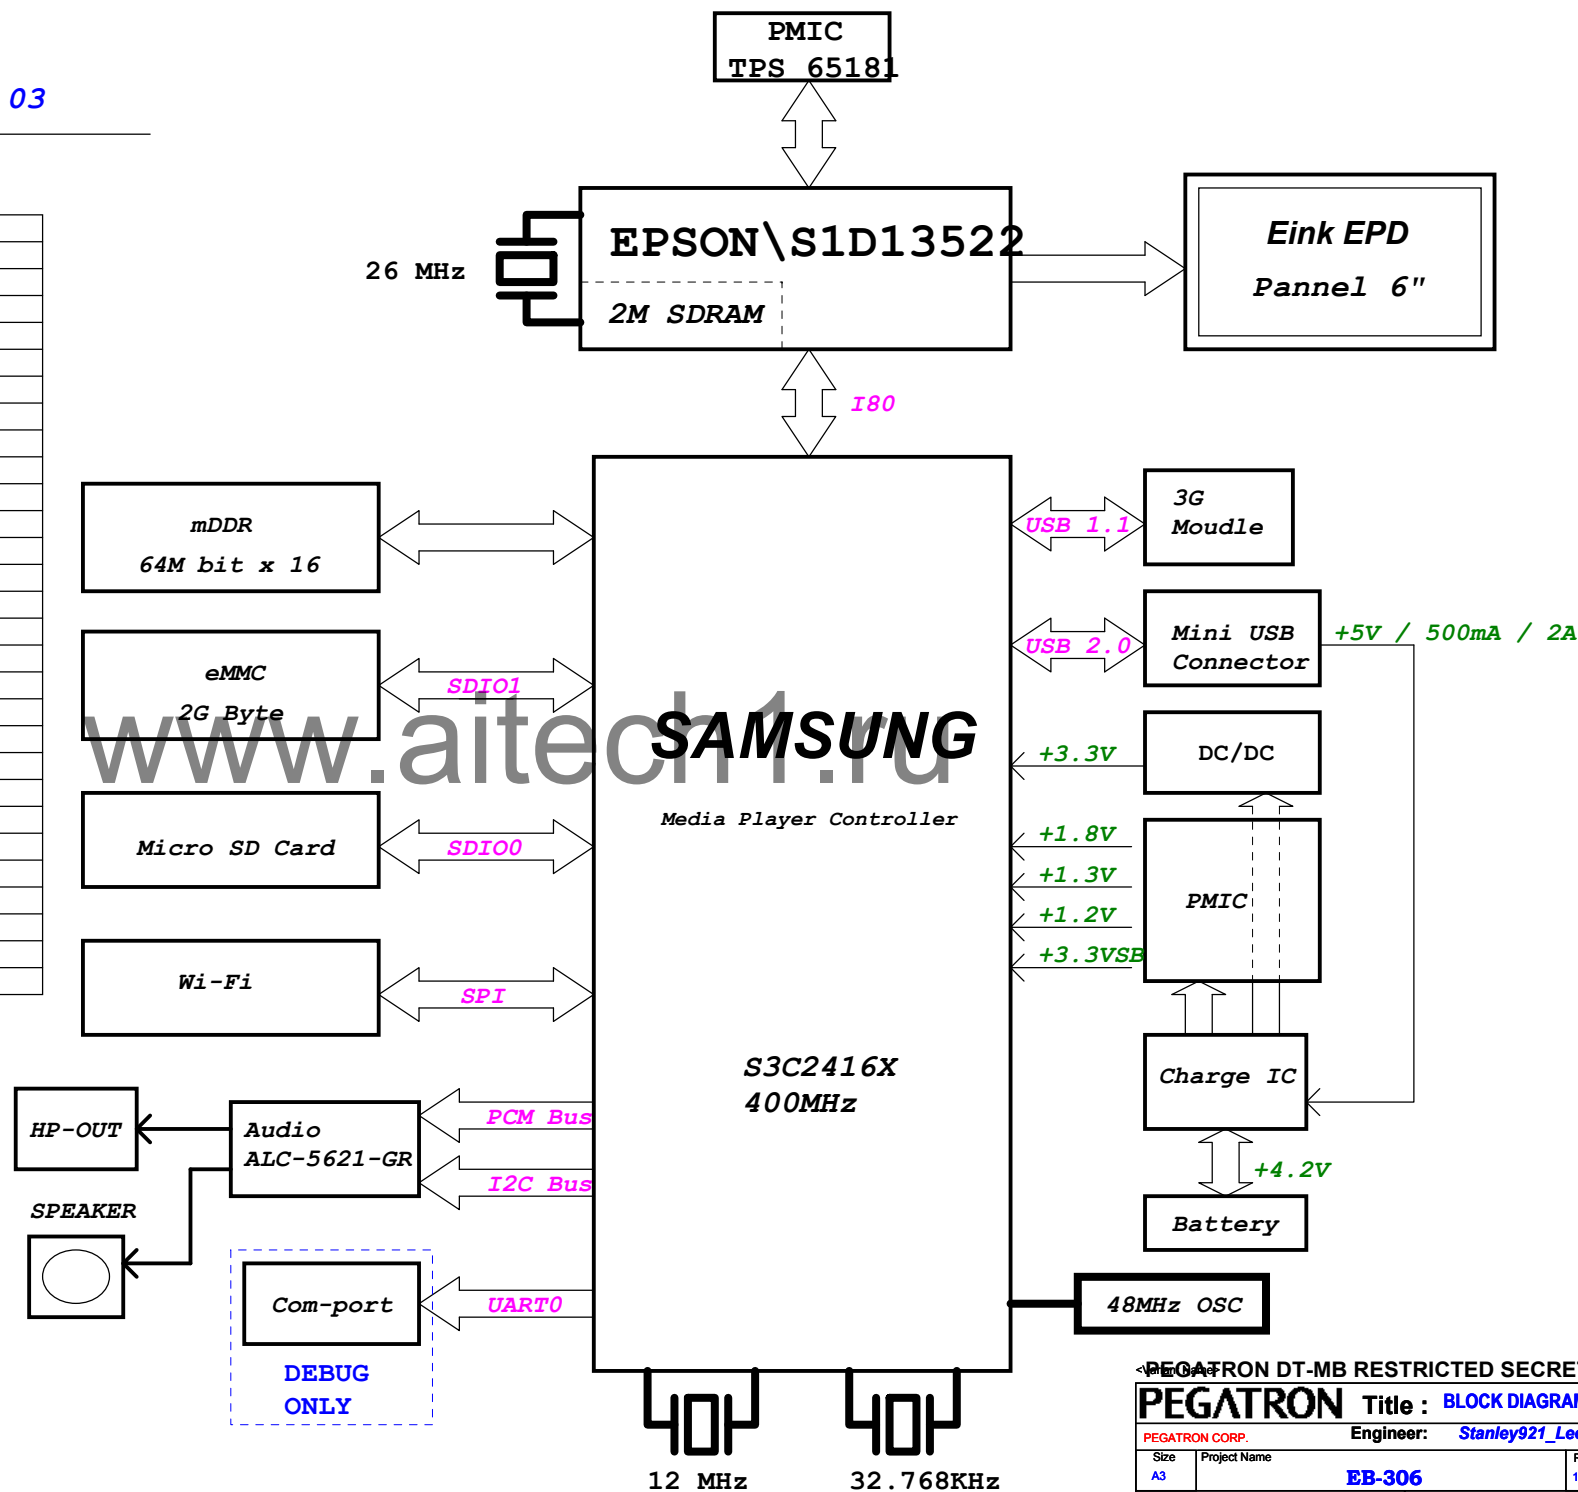 PMIC
TPS 65181
03
EPSON\S1D13522
2M SDRAM
26 MHz
Eink EPD
Pannel 6"
I80
mDDR
64M bit x 16
USB 1.1
3G
Moudle
eMMC
2G Byte
SDIO1
USB 2.0
Mini USB
Connector
+5V / 500mA / 2A
www.aitech1.ru
SAMSUNG
Media Player Controller
+3.3V
DC/DC
Micro SD Card
SDIO0
+1.8V
+1.3V
+1.2V
+3.3VSB
PMIC
Wi-Fi
SPI
S3C2416X
400MHz
Charge IC
+4.2V
Battery
HP-OUT
Audio
ALC-5621-GR
PCM Bus
I2C Bus
SPEAKER
Com-port
UART0
DEBUG
ONLY
48MHz OSC
12 MHz
32.768KHz
<Variant Name>
PEGATRON DT-MB RESTRICTED SECRET
PEGATRON
Title : BLOCK DIAGRAM
PEGATRON CORP.
Engineer: Stanley921_Lee
Size
A3
Project Name
EB-306